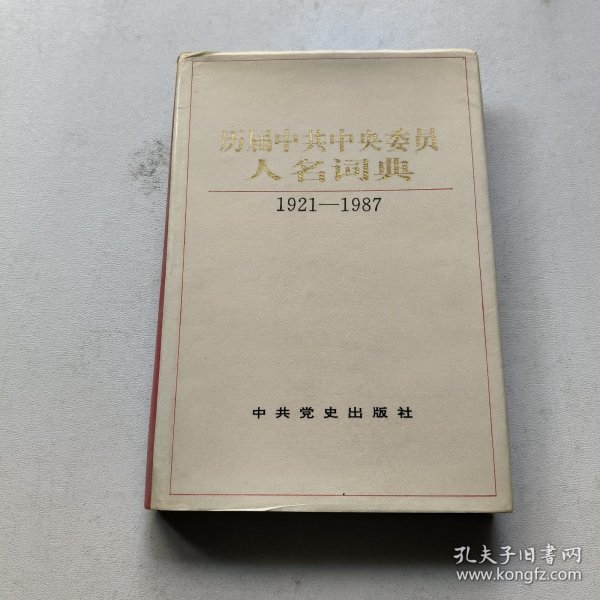 历届中共中央委员
人名词典
1921—1987
中共党史出版社
孔夫子旧书网
www.kongfz.com